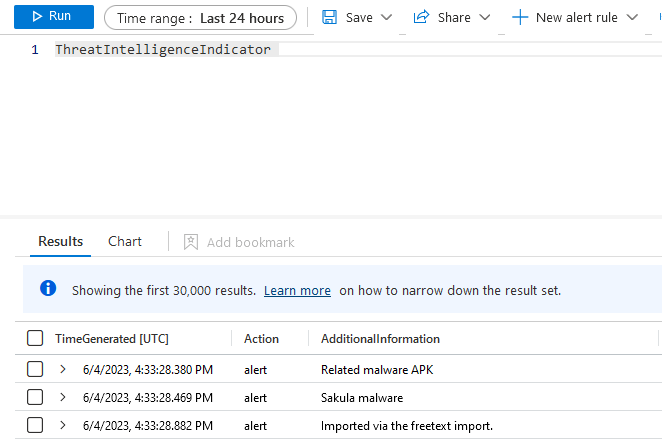 Run Time range : Last 24 hours Save Share New alert rule
1 ThreatIntelligenceIndicator
Results Chart Add bookmark
Showing the first 30,000 results. Learn more on how to narrow down the result set.
TimeGenerated [UTC] Action AdditionalInformation
6/4/2023, 4:33:28.380 PM alert Related malware APK
6/4/2023, 4:33:28.469 PM alert Sakula malware
6/4/2023, 4:33:28.882 PM alert Imported via the freetext import.